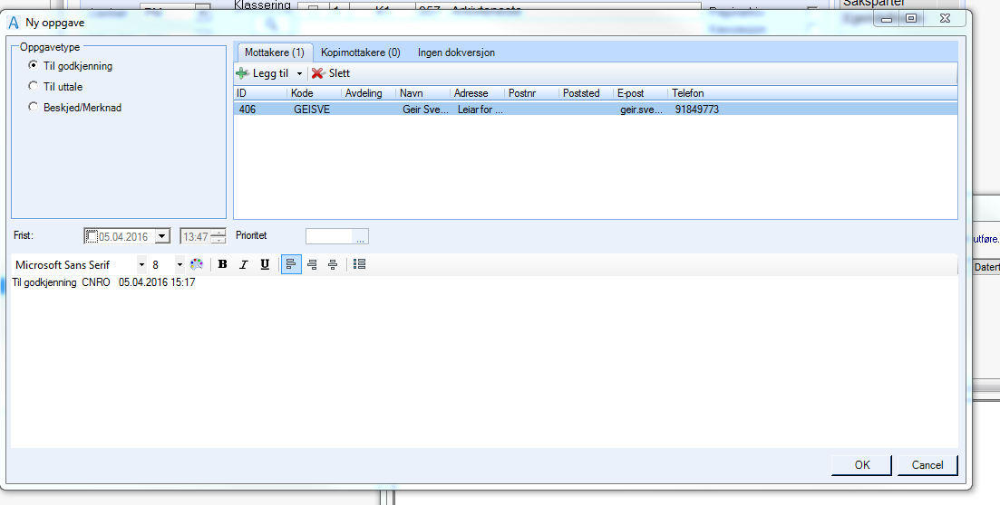 Klassering
K1
Arkivteneste
Saksparter
Ny oppgave
Oppgavetype
Til godkjenning
Til uttale
Beskjed/Merknad
Mottakere (1) Kopimottakere (0) Ingen dokversjon
Legg til Slett
ID Kode Avdeling Navn Adresse Postnr Poststed E-post Telefon
406 GEISVE Geir Sve... Leiar for ... geir.sve... 91849773
Frist: 05.04.2016 13:47 Prioritet ...
utføre.
Microsoft Sans Serif 8 B I U
Datert
Til godkjenning CNRO 05.04.2016 15:17
OK Cancel